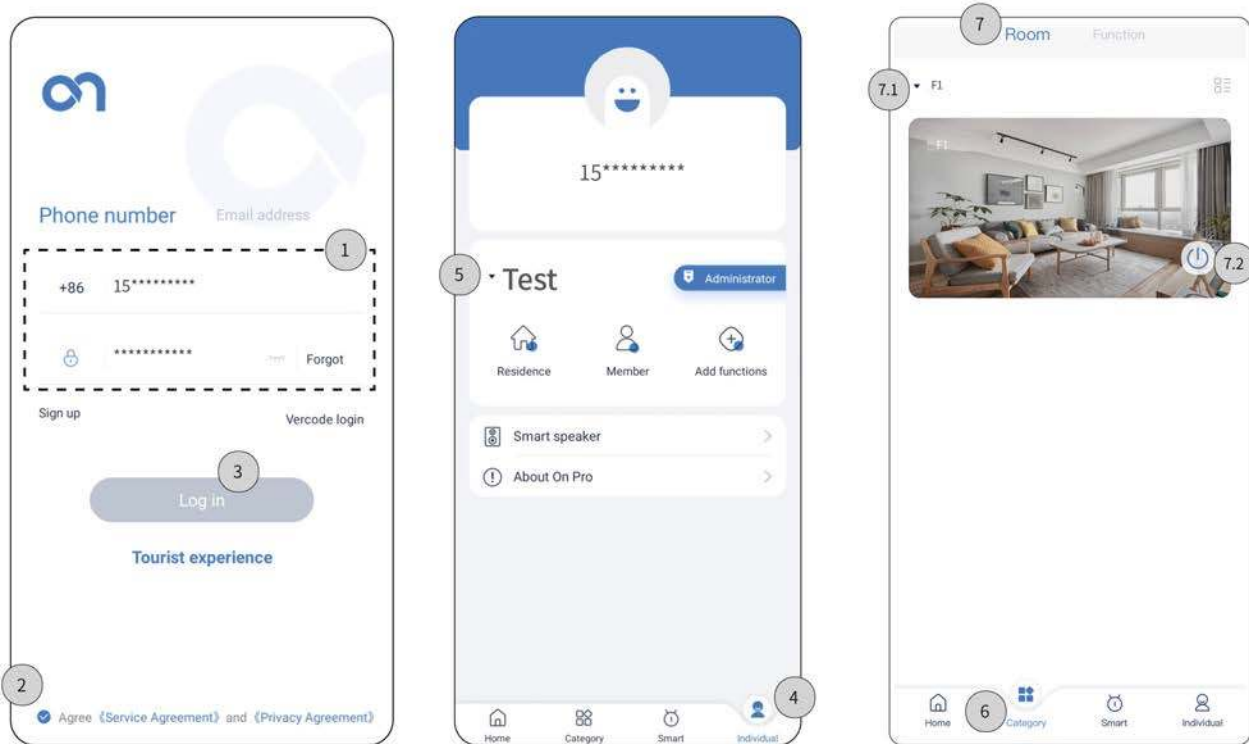 on
Phone number Email address
1
+86 15*********
*********** Forgot
Sign up Vercode login
3
Log in
Tourist experience
2
Agree 《Service Agreement》 and 《Privacy Agreement》
15*********
5 Test Administrator
Residence Member Add functions
Smart speaker
About On Pro
4
Home Category Smart Individual
7 Room Function
7.1 F1
F1
7.2
6
Home Category Smart Individual